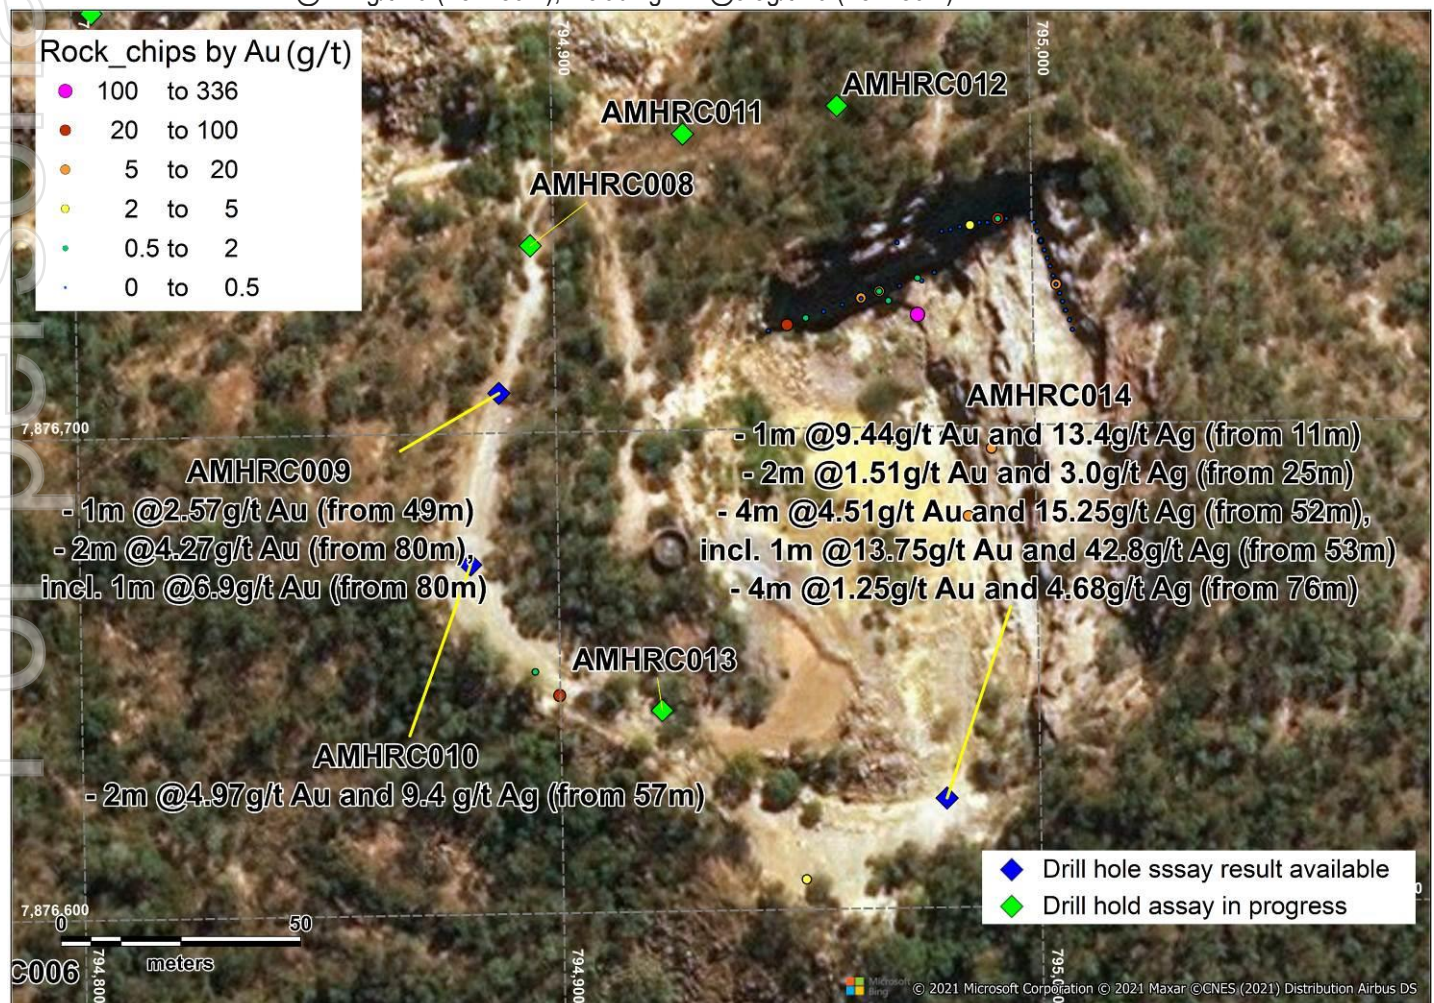 Rock_chips by Au (g/t)
100 to 336
20 to 100
5 to 20
2 to 5
0.5 to 2
0 to 0.5
794,900
795,000
AMHRC012
AMHRC011
AMHRC008
7,876,700
AMHRC009
- 1m @2.57g/t Au (from 49m)
- 2m @4.27g/t Au (from 80m),
incl. 1m @6.9g/t Au (from 80m)
AMHRC014
- 1m @9.44g/t Au and 13.4g/t Ag (from 11m)
- 2m @1.51g/t Au and 3.0g/t Ag (from 25m)
- 4m @4.51g/t Au and 15.25g/t Ag (from 52m),
incl. 1m @13.75g/t Au and 42.8g/t Ag (from 53m)
- 4m @1.25g/t Au and 4.68g/t Ag (from 76m)
AMHRC013
AMHRC010
- 2m @4.97g/t Au and 9.4 g/t Ag (from 57m)
Drill hole sssay result available
Drill hold assay in progress
7,876,600
0 50
meters
C006
794,800
794,900
795,0
Microsoft
Bing
© 2021 Microsoft Corporation © 2021 Maxar ©CNES (2021) Distribution Airbus DS